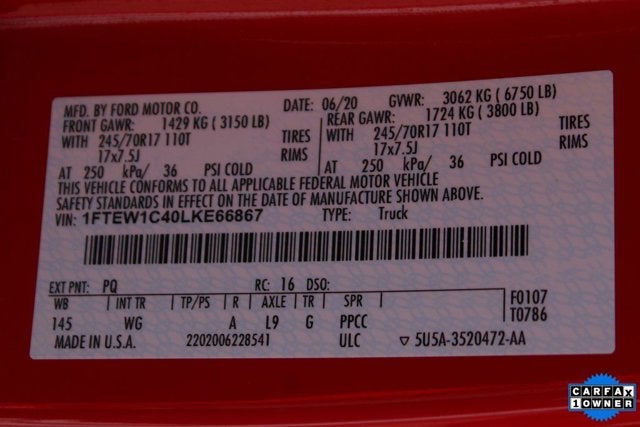 MFD. BY FORD MOTOR CO. DATE: 06/20 GVWR: 3062 KG ( 6750 LB)
FRONT GAWR: 1429 KG ( 3150 LB) REAR GAWR: 1724 KG ( 3800 LB)
WITH 245/70R17 110T TIRES WITH 245/70R17 110T TIRES
17x7.5J RIMS 17x7.5J RIMS
AT 250 kPa/ 36 PSI COLD AT 250 kPa/ 36 PSI COLD
THIS VEHICLE CONFORMS TO ALL APPLICABLE FEDERAL MOTOR VEHICLE
SAFETY STANDARDS IN EFFECT ON THE DATE OF MANUFACTURE SHOWN ABOVE.
VIN: 1FTEW1C40LKE66867 TYPE: Truck
EXT PNT: PQ RC: 16 DSO:
WB INT TR TP/PS R AXLE TR SPR F0107
145 WG A L9 G PPCC T0786
MADE IN U.S.A. 2202006228541 ULC ▽ 5U5A-3520472-AA
CARFAX
1 OWNER